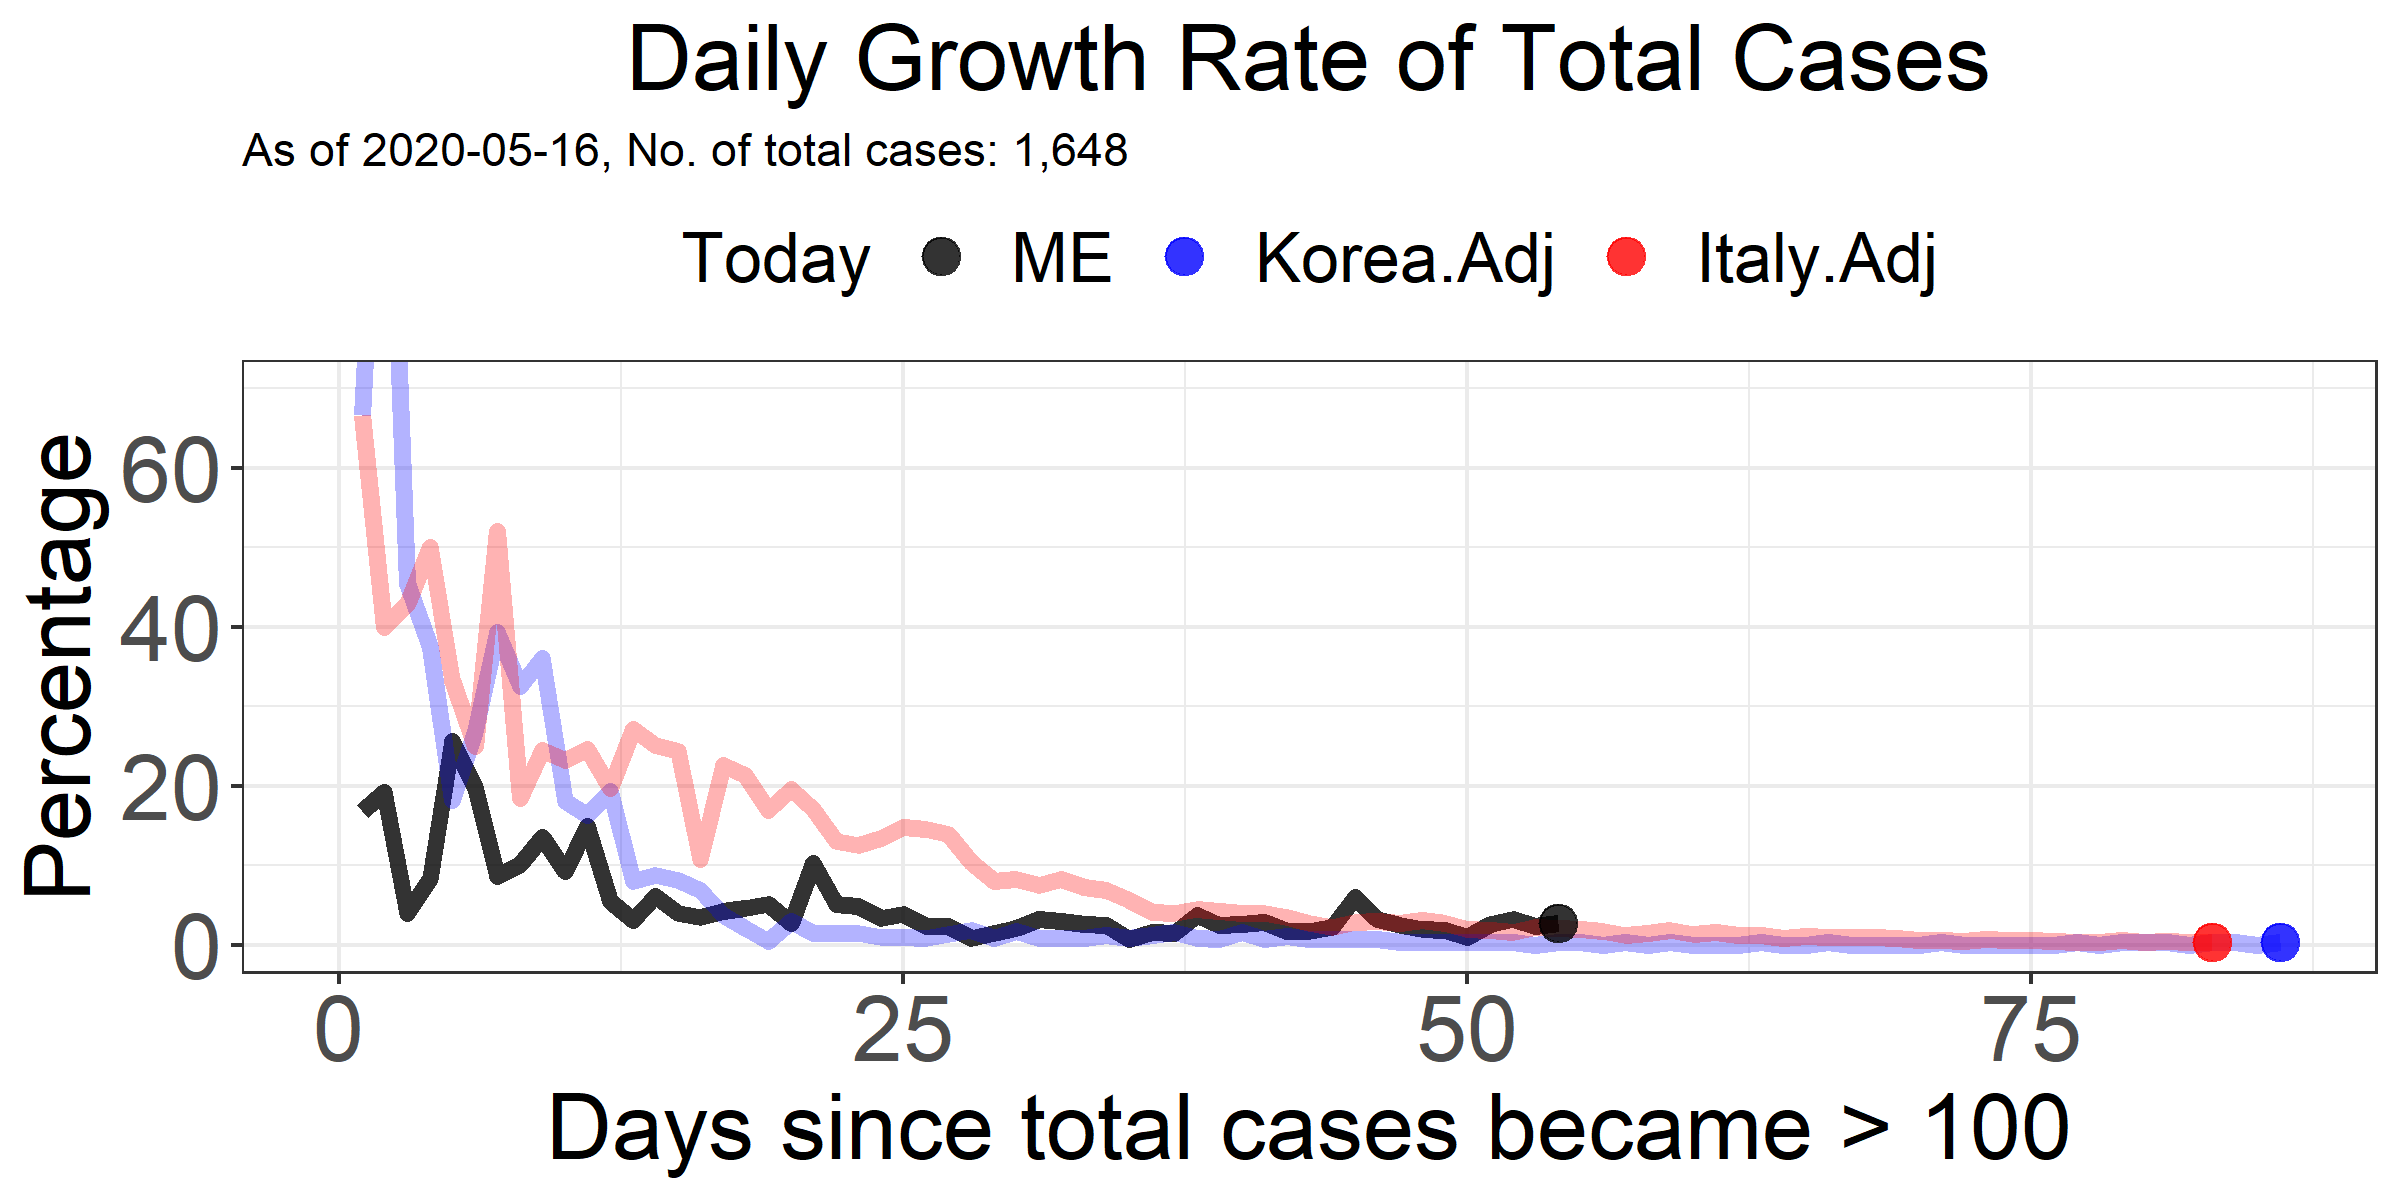 Daily Growth Rate of Total Cases
As of 2020-05-16, No. of total cases: 1,648
Today ME Korea.Adj Italy.Adj
Percentage
60
40
20
0
0 25 50 75
Days since total cases became > 100